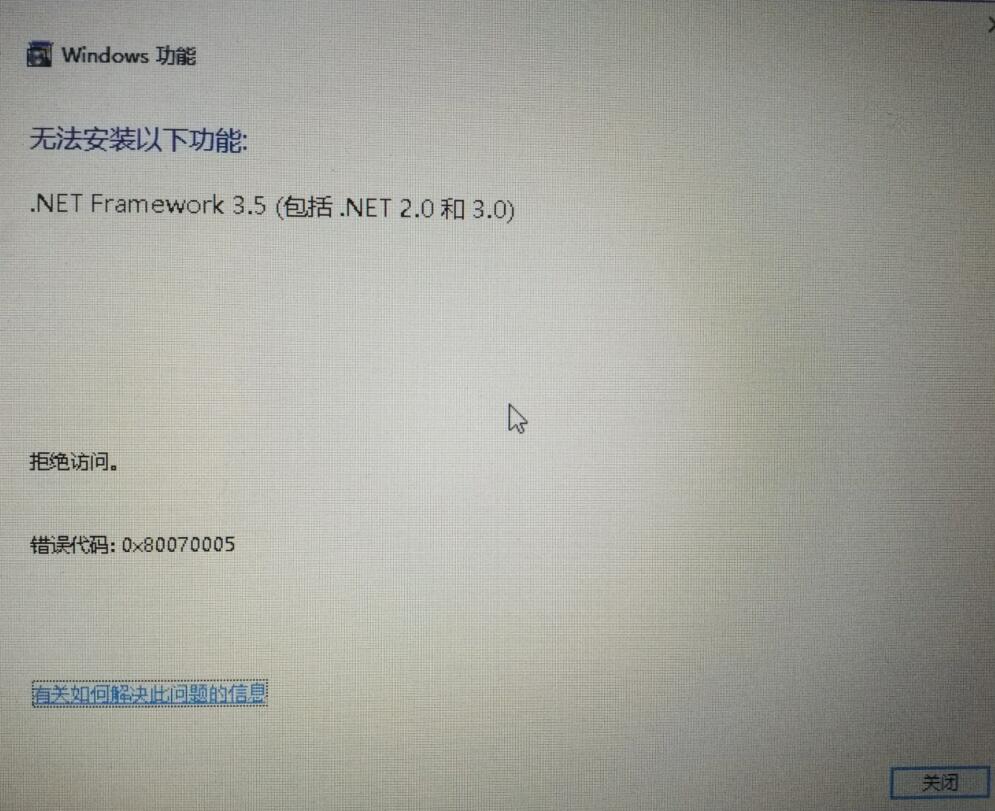 Windows 功能
无法安装以下功能:
.NET Framework 3.5 (包括 .NET 2.0 和 3.0)
拒绝访问。
错误代码: 0x80070005
有关如何解决此问题的信息
关闭